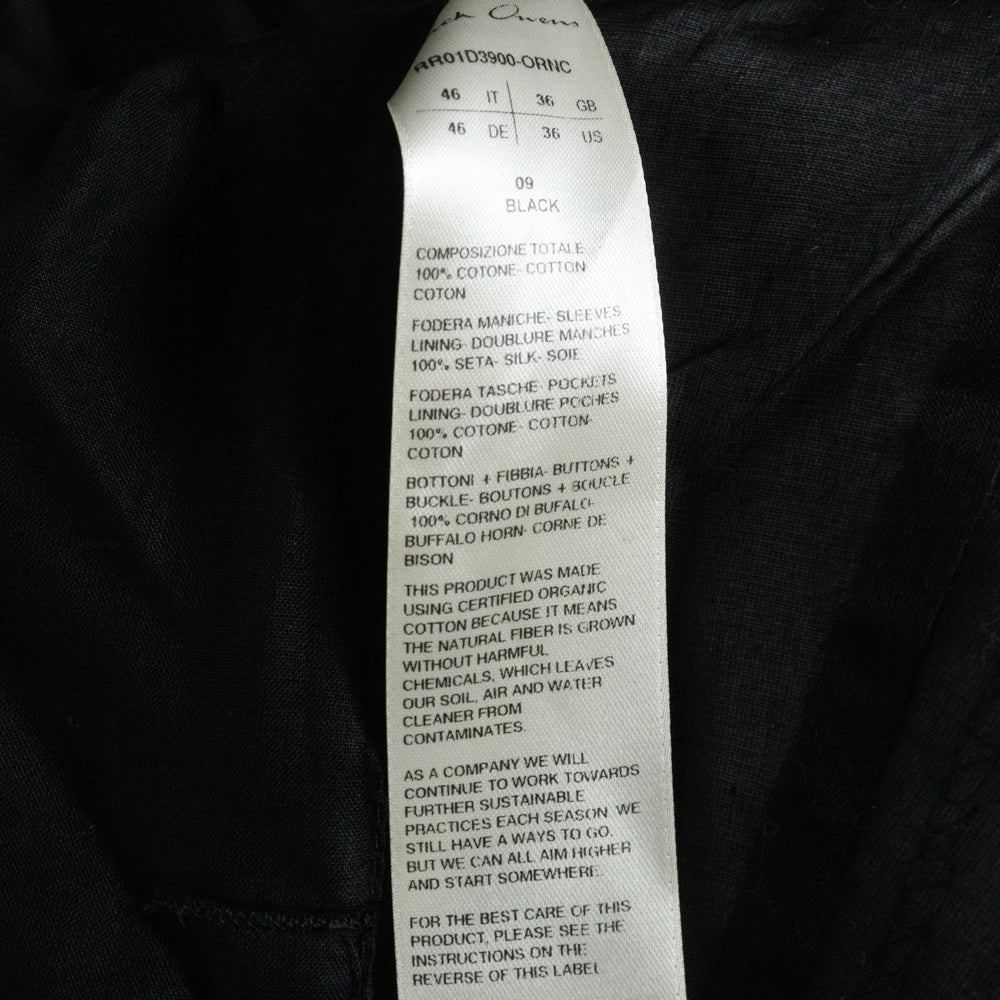 Owens
RR01D3900-ORNC
46 IT 36 GB
46 DE 36 US
09
BLACK
COMPOSIZIONE TOTALE
100% COTONE- COTTON
COTON
FODERA MANICHE- SLEEVES
LINING- DOUBLURE MANCHES
100% SETA- SILK- SOIE
FODERA TASCHE- POCKETS
LINING- DOUBLURE POCHES
100% COTONE- COTTON-
COTON
BOTTONI + FIBBIA- BUTTONS +
BUCKLE- BOUTONS + BOUCLE
100% CORNO DI BUFALO-
BUFFALO HORN- CORNE DE
BISON
THIS PRODUCT WAS MADE
USING CERTIFIED ORGANIC
COTTON BECAUSE IT MEANS
THE NATURAL FIBER IS GROWN
WITHOUT HARMFUL
CHEMICALS, WHICH LEAVES
OUR SOIL, AIR AND WATER
CLEANER FROM
CONTAMINATES.
AS A COMPANY WE WILL
CONTINUE TO WORK TOWARDS
FURTHER SUSTAINABLE
PRACTICES EACH SEASON. WE
STILL HAVE A WAYS TO GO.
BUT WE CAN ALL AIM HIGHER
AND START SOMEWHERE.
FOR THE BEST CARE OF THIS
PRODUCT, PLEASE SEE THE
INSTRUCTIONS ON THE
REVERSE OF THIS LABEL